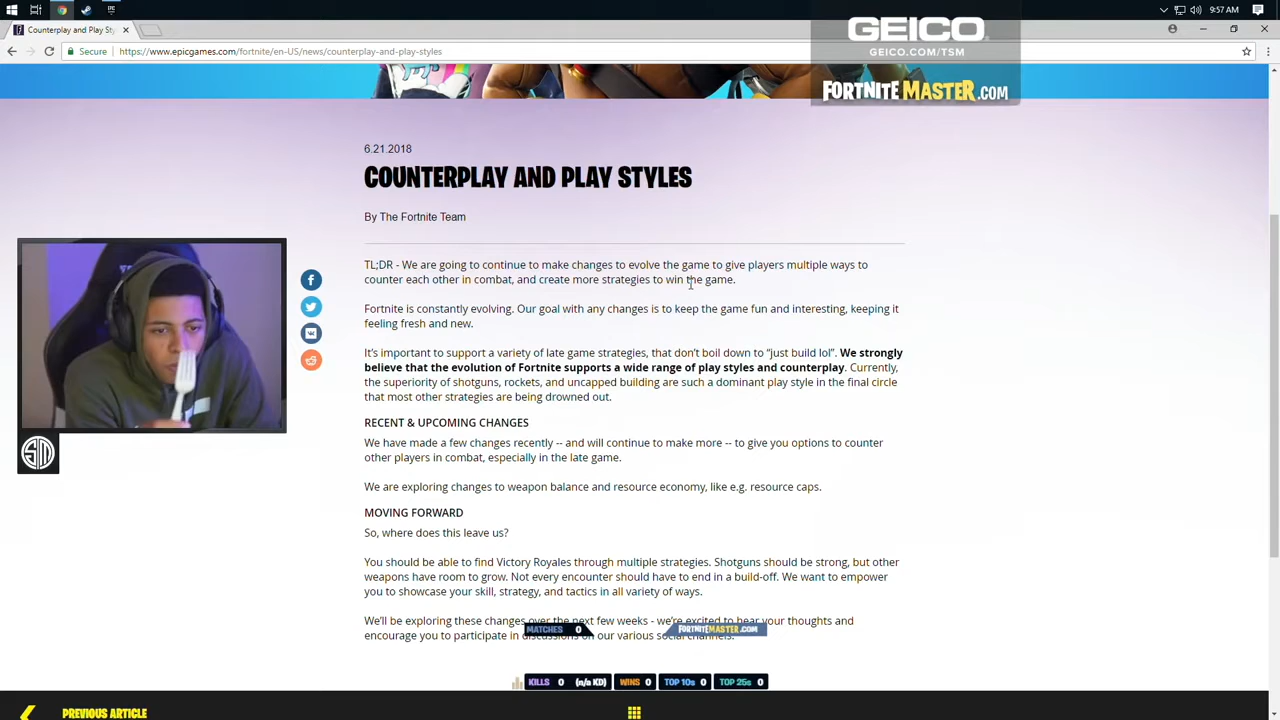 9:57 AM
Counterplay and Play Sty
Secure
https://www.epicgames.com/fortnite/en-US/news/counterplay-and-play-styles
GEICO
GEICO.COM/TSM
FORTNITEMASTER.COM
6.21.2018
COUNTERPLAY AND PLAY STYLES
By The Fortnite Team
TL;DR - We are going to continue to make changes to evolve the game to give players multiple ways to
counter each other in combat, and create more strategies to win the game.
Fortnite is constantly evolving. Our goal with any changes is to keep the game fun and interesting, keeping it
feeling fresh and new.
It's important to support a variety of late game strategies, that don't boil down to “just build lol”. We strongly
believe that the evolution of Fortnite supports a wide range of play styles and counterplay. Currently,
the superiority of shotguns, rockets, and uncapped building are such a dominant play style in the final circle
that most other strategies are being drowned out.
RECENT & UPCOMING CHANGES
We have made a few changes recently -- and will continue to make more -- to give you options to counter
other players in combat, especially in the late game.
We are exploring changes to weapon balance and resource economy, like e.g. resource caps.
MOVING FORWARD
So, where does this leave us?
You should be able to find Victory Royales through multiple strategies. Shotguns should be strong, but other
weapons have room to grow. Not every encounter should have to end in a build-off. We want to empower
you to showcase your skill, strategy, and tactics in all variety of ways.
We'll be exploring these changes over the next few weeks - we're excited to hear your thoughts and
encourage you to participate in discussions on our various social channels.
MATCHES 0
FORTNITEMASTER.COM
KILLS 0 (n/a KD) WINS 0 TOP 10s 0 TOP 25s 0
PREVIOUS ARTICLE
TSM